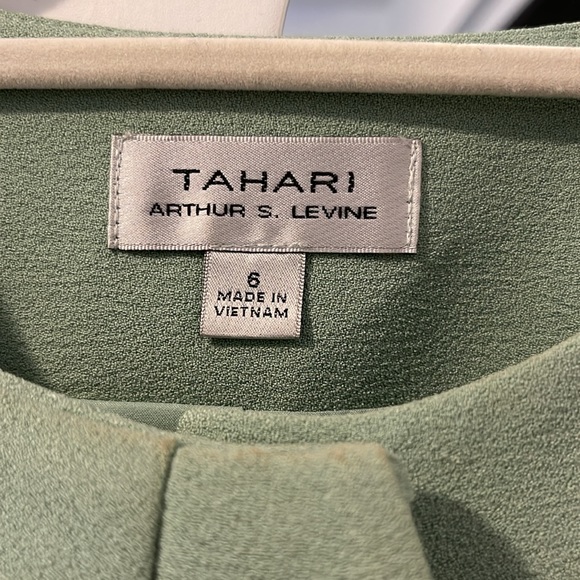 TAHARI
ARTHUR S. LEVINE
6
MADE IN
VIETNAM